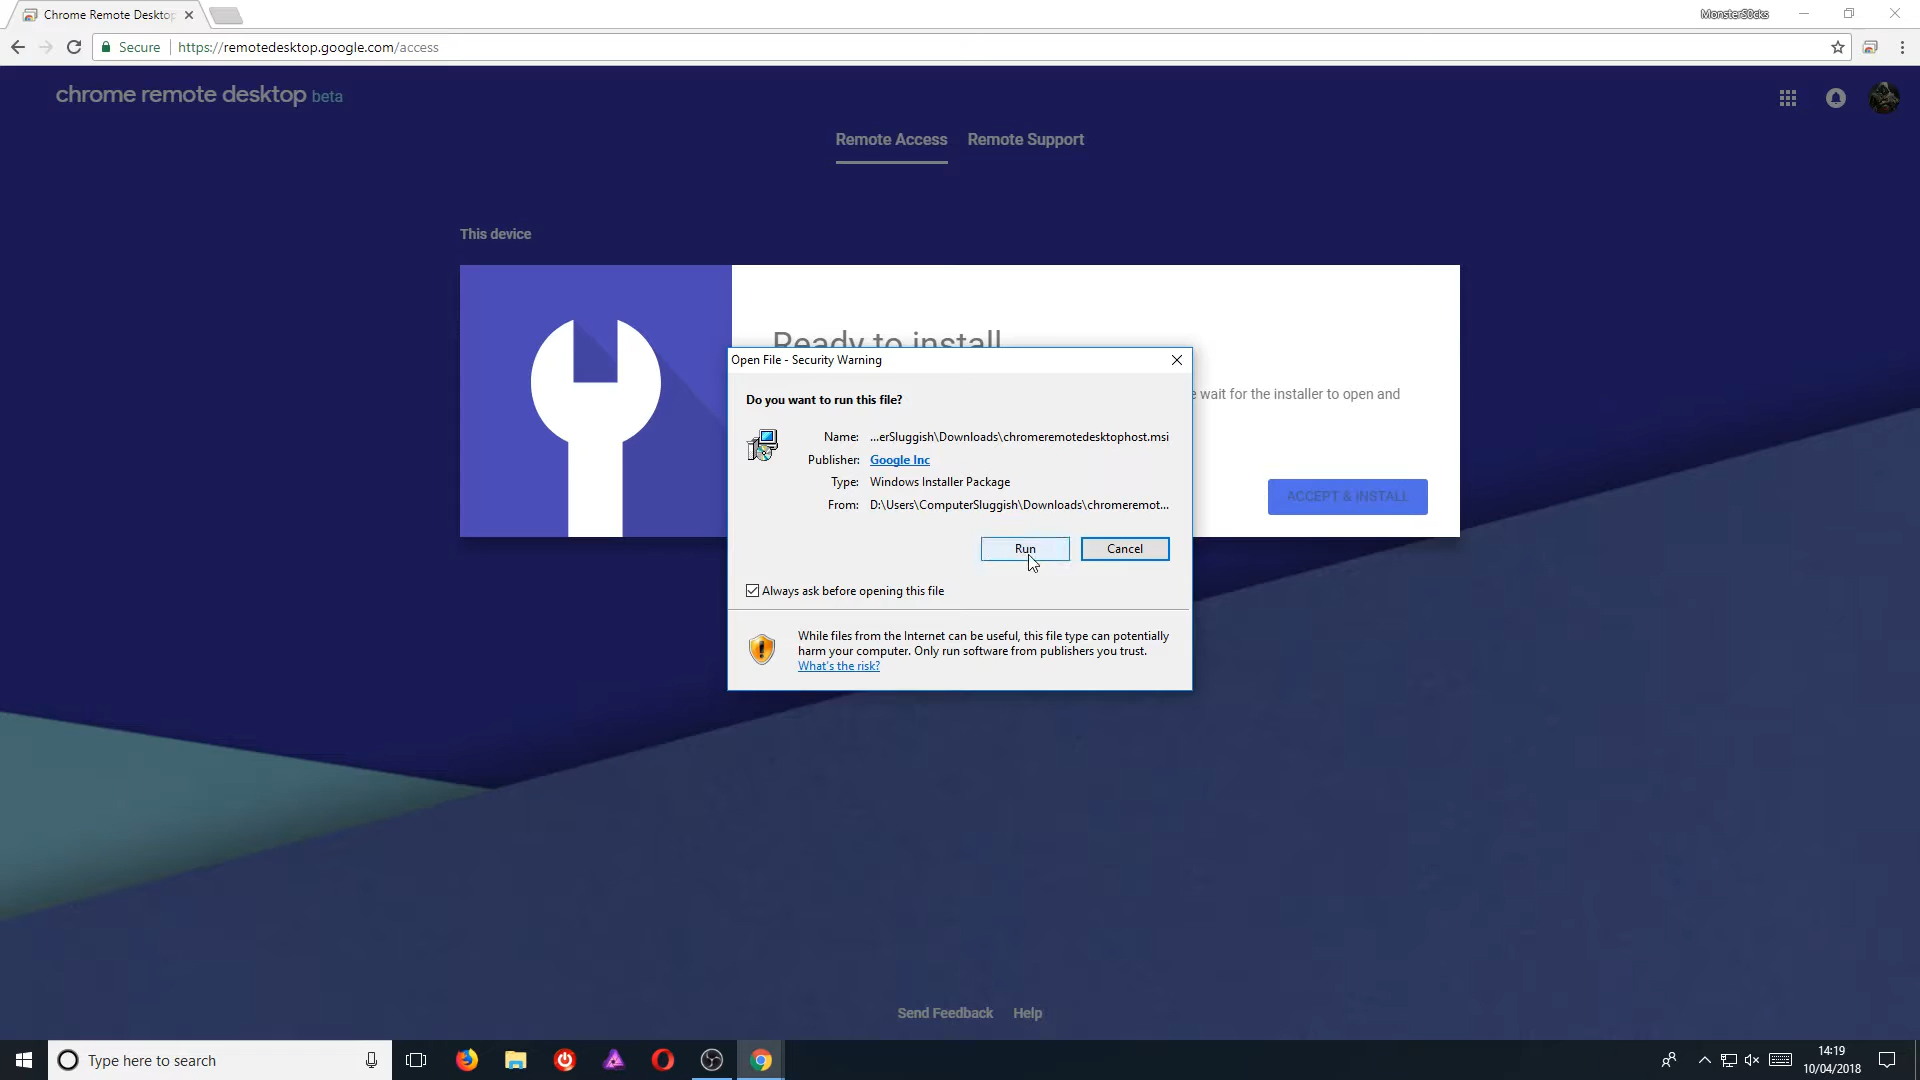 Chrome Remote Desktop
MonsterS0cks
Secure
https://remotedesktop.google.com/access
chrome remote desktop beta
Remote Access
Remote Support
This device
Ready to install
wait for the installer to open and
ACCEPT & INSTALL
Open File - Security Warning
Do you want to run this file?
Name: ...erSluggish\Downloads\chromeremotedesktophost.msi
Publisher: Google Inc
Type: Windows Installer Package
From: D:\Users\ComputerSluggish\Downloads\chromeremot...
Run
Cancel
Always ask before opening this file
While files from the Internet can be useful, this file type can potentially
harm your computer. Only run software from publishers you trust.
What's the risk?
Send Feedback
Help
Type here to search
14:19
10/04/2018